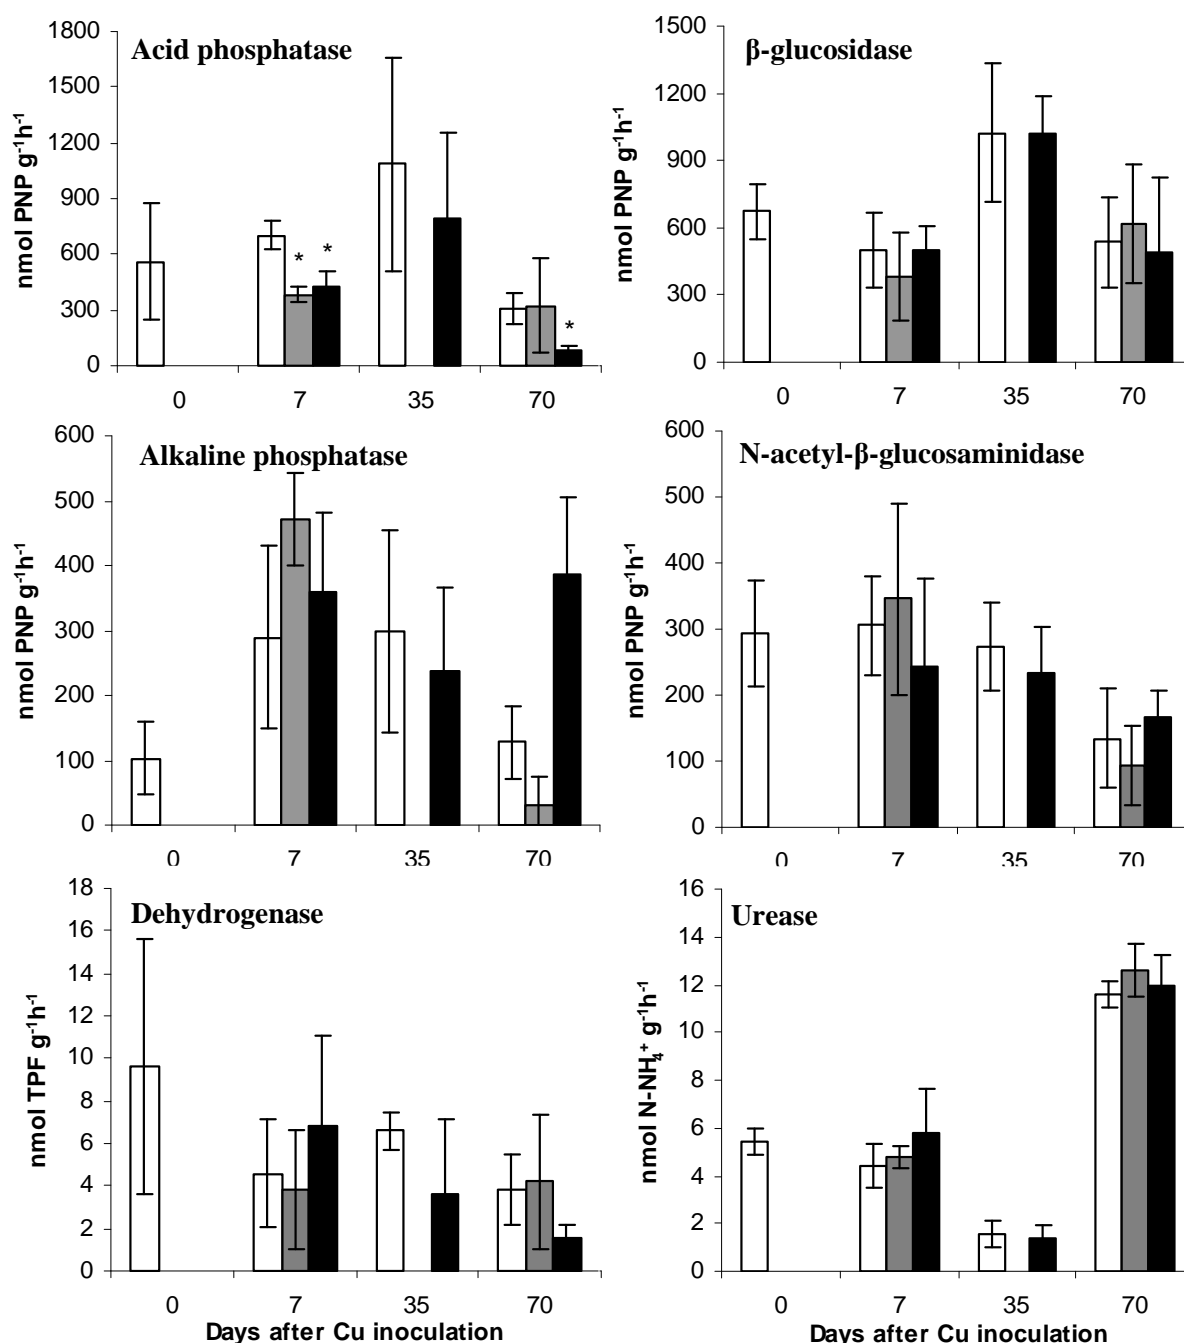 Acid phosphatase
nmol PNP g-1h-1
1800
1500
1200
900
600
300
0
* * *
0 7 35 70
β-glucosidase
nmol PNP g-1h-1
1500
1200
900
600
300
0
0 7 35 70
Alkaline phosphatase
nmol PNP g-1h-1
600
500
400
300
200
100
0
0 7 35 70
N-acetyl-β-glucosaminidase
nmol PNP g-1h-1
600
500
400
300
200
100
0
0 7 35 70
Dehydrogenase
nmol TPF g-1h-1
18
16
14
12
10
8
6
4
2
0
0 7 35 70
Days after Cu inoculation
Urease
nmol N-NH4+ g-1h-1
16
14
12
10
8
6
4
2
0
0 7 35 70
Days after Cu inoculation